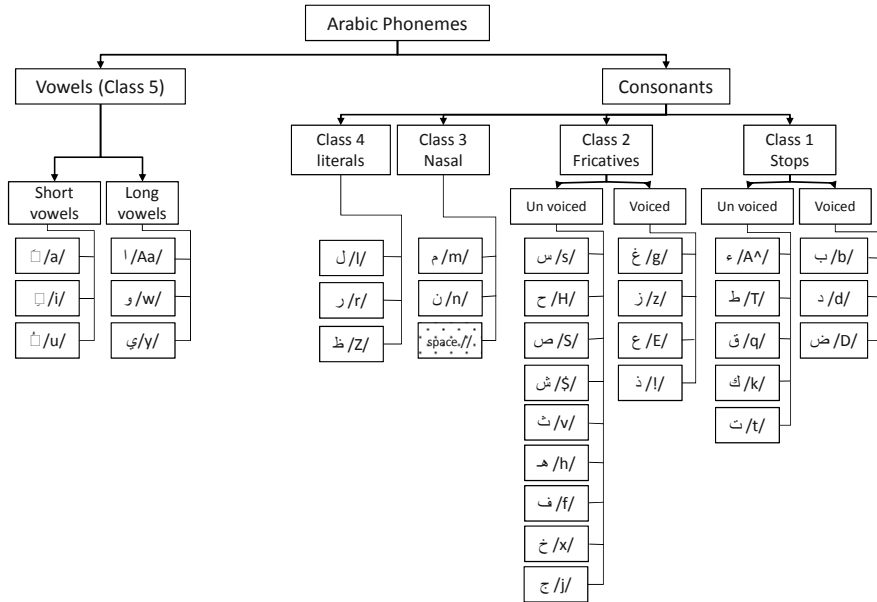 Arabic Phonemes
Vowels (Class 5)
Consonants
Class 4
literals
Class 3
Nasal
Class 2
Fricatives
Class 1
Stops
Short
vowels
Long
vowels
Un voiced
Voiced
Un voiced
Voiced
َ /a/
ِ /i/
ُ /u/
ا /Aa/
و /w/
ي /y/
ل /l/
ر /r/
ظ /Z/
م /m/
ن /n/
space //
س /s/
ح /H/
ص /S/
ش /$/
ث /v/
هـ /h/
ف /f/
خ /x/
ج /j/
غ /g/
ز /z/
ع /E/
ذ /!/
ء /A^/
ط /T/
ق /q/
ك /k/
ت /t/
ب /b/
د /d/
ض /D/